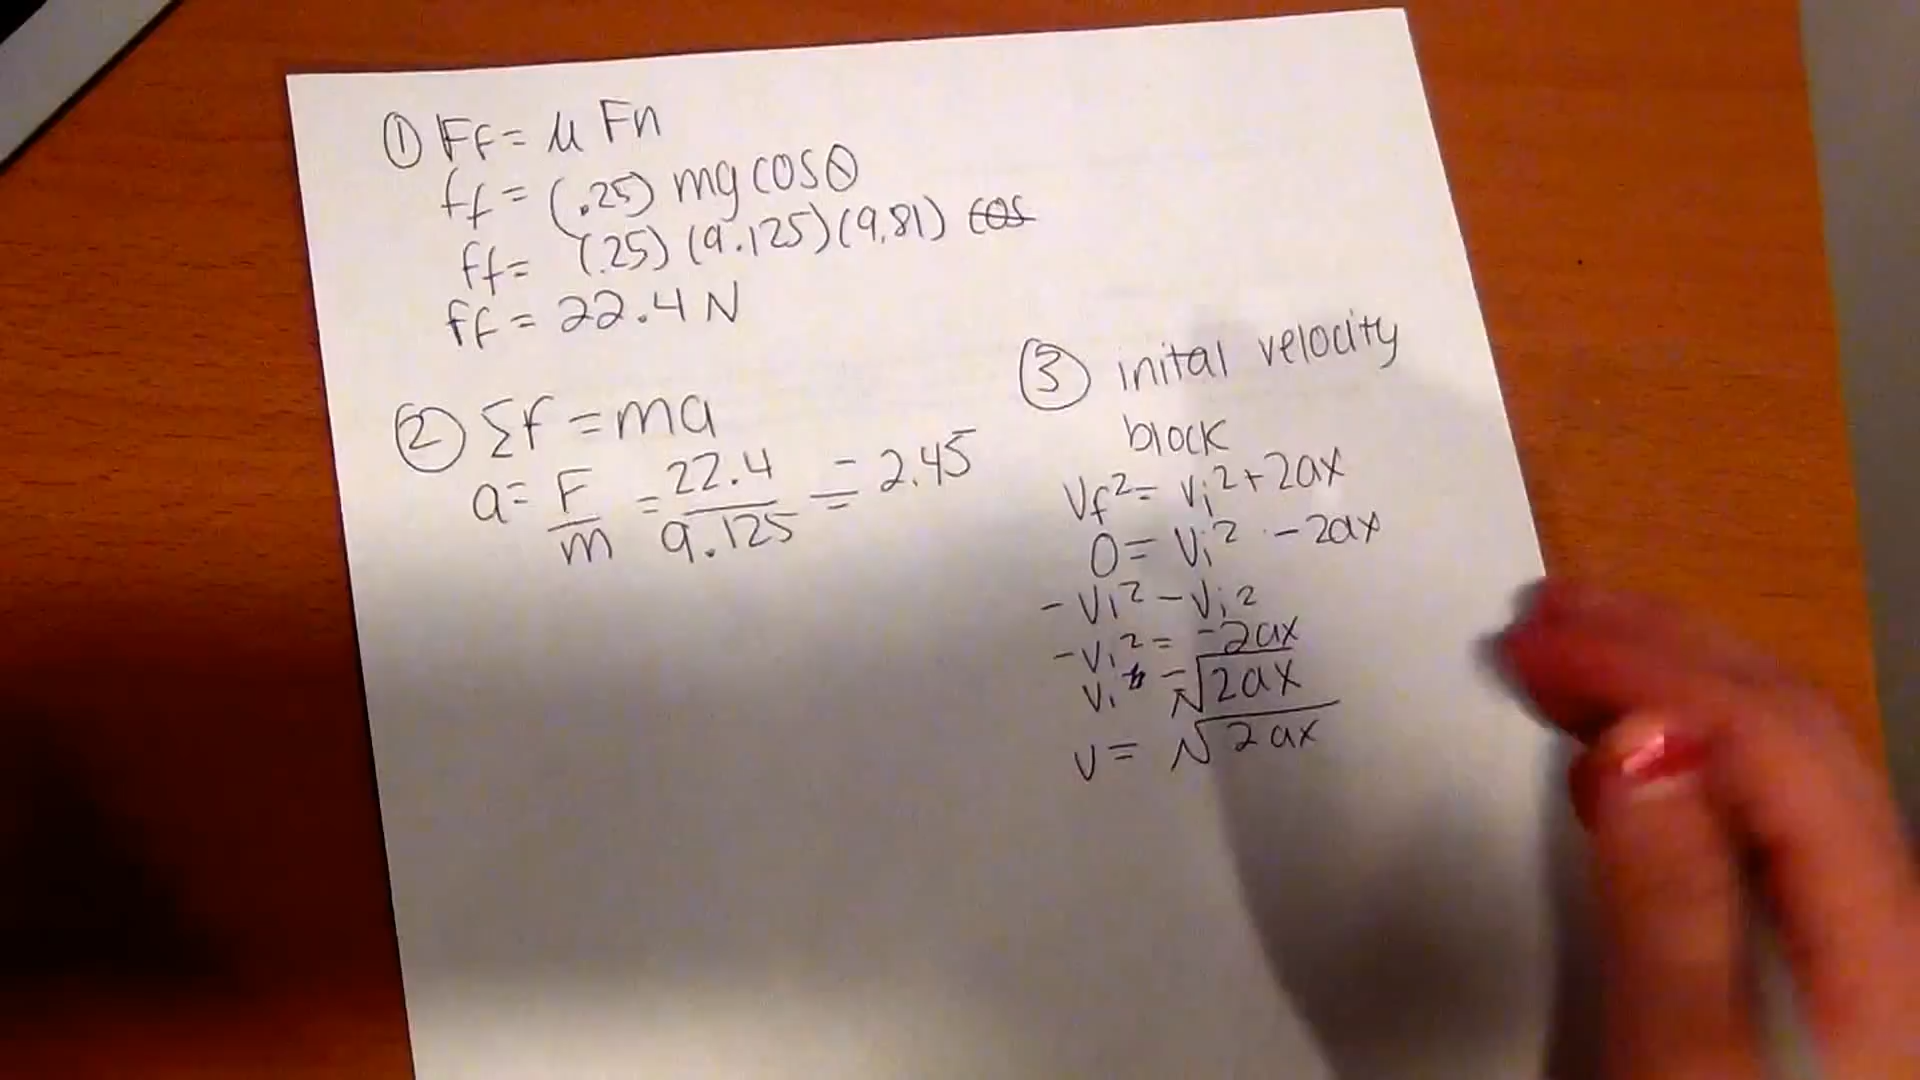 ① Ff = μ Fn
ff = (.25) mg cosθ
ff = (.25)(9.125)(9.81) cos
ff = 22.4 N
② Σf = ma
a = F/m = 22.4/9.125 = 2.45
③ inital velocity
block
Vf² = Vi² + 2ax
0 = Vi² - 2ax
-Vi² -Vi²
-Vi² = -2ax
Vi = √2ax
V = √2ax